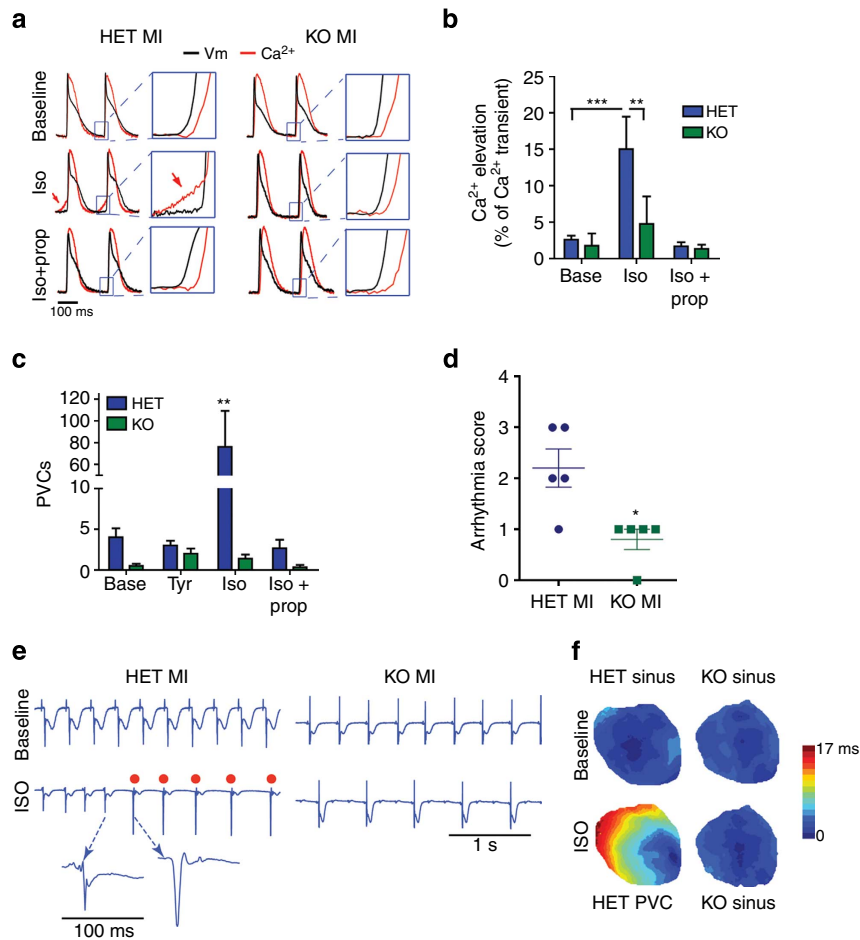 a
HET MI
KO MI
Vm
Ca²⁺
Baseline
Iso
Iso+prop
100 ms
b
25
20
15
10
5
0
Ca²⁺ elevation
(% of Ca²⁺ transient)
***
**
HET
KO
Base
Iso
Iso +
prop
c
120
100
80
60
10
5
0
PVCs
HET
KO
**
Base
Tyr
Iso
Iso +
prop
d
4
3
2
1
0
Arrhythmia score
*
HET MI
KO MI
e
HET MI
KO MI
Baseline
ISO
1 s
100 ms
f
HET sinus
KO sinus
Baseline
17 ms
0
ISO
HET PVC
KO sinus